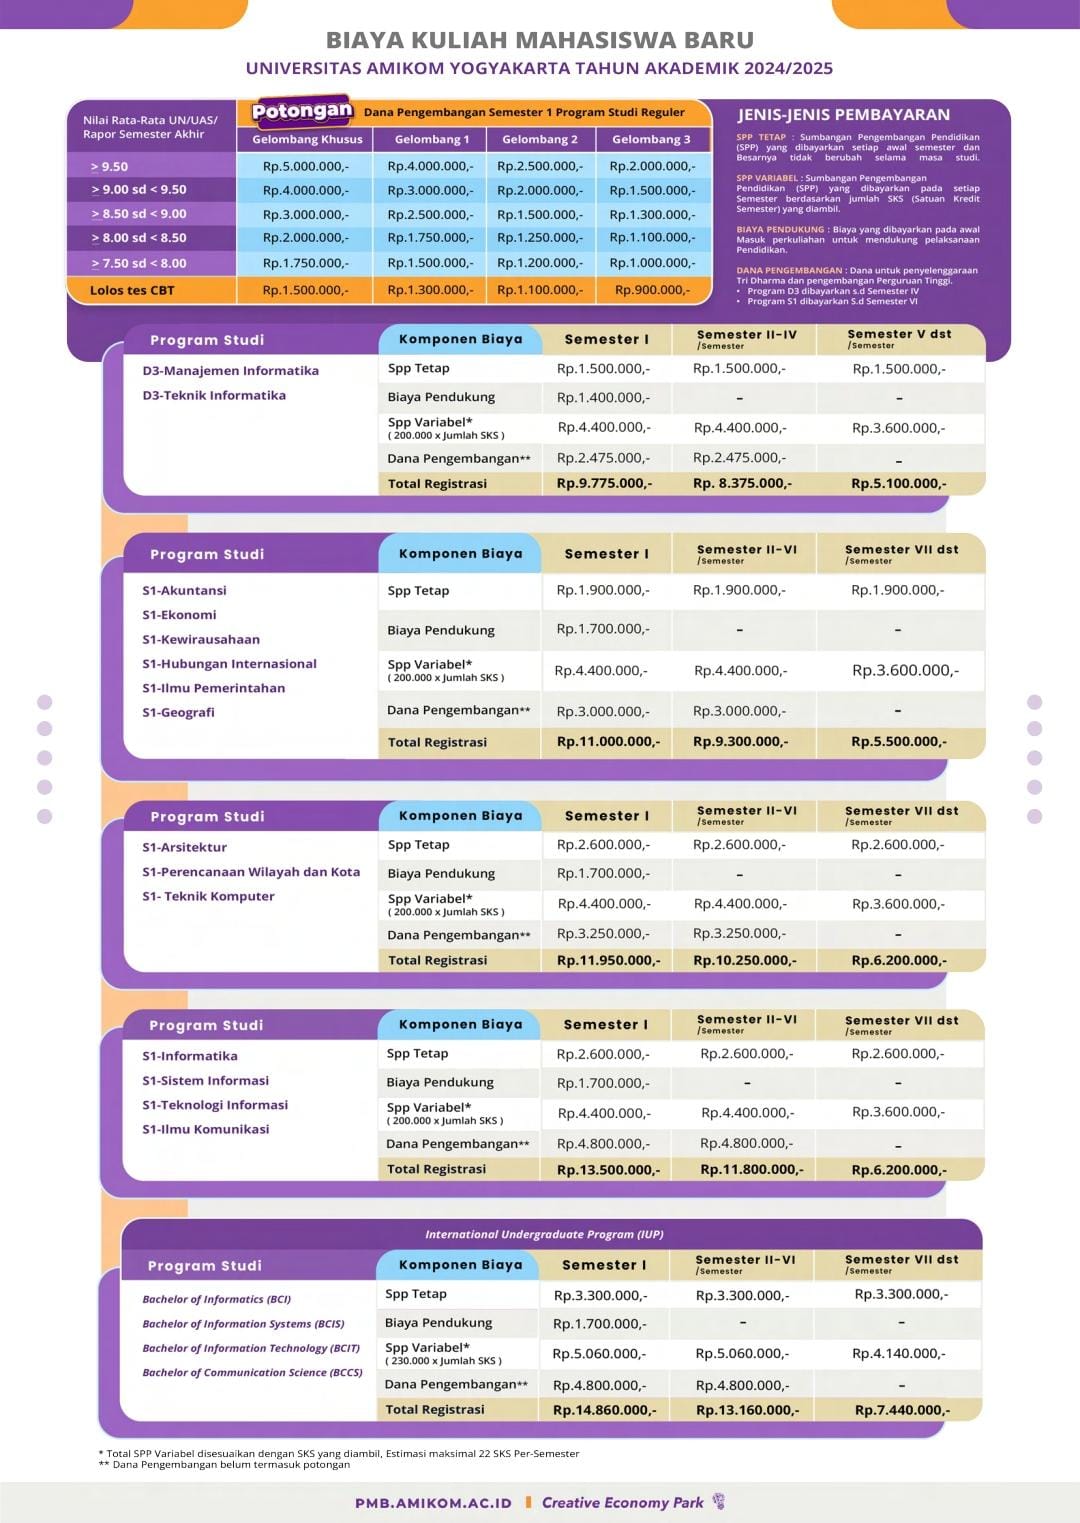 BIAYA KULIAH MAHASISWA BARU
UNIVERSITAS AMIKOM YOGYAKARTA TAHUN AKADEMIK 2024/2025
Nilai Rata-Rata UN/UAS/
Rapor Semester Akhir
Potongan Dana Pengembangan Semester 1 Program Studi Reguler
Gelombang Khusus Gelombang 1 Gelombang 2 Gelombang 3
≥ 9.50 Rp.5.000.000,- Rp.4.000.000,- Rp.2.500.000,- Rp.2.000.000,-
≥ 9.00 sd < 9.50 Rp.4.000.000,- Rp.3.000.000,- Rp.2.000.000,- Rp.1.500.000,-
≥ 8.50 sd < 9.00 Rp.3.000.000,- Rp.2.500.000,- Rp.1.500.000,- Rp.1.300.000,-
≥ 8.00 sd < 8.50 Rp.2.000.000,- Rp.1.750.000,- Rp.1.250.000,- Rp.1.100.000,-
≥ 7.50 sd < 8.00 Rp.1.750.000,- Rp.1.500.000,- Rp.1.200.000,- Rp.1.000.000,-
Lolos tes CBT Rp.1.500.000,- Rp.1.300.000,- Rp.1.100.000,- Rp.900.000,-
JENIS-JENIS PEMBAYARAN
SPP TETAP : Sumbangan Pengembangan Pendidikan
(SPP) yang dibayarkan setiap awal semester dan
Besarnya tidak berubah selama masa studi.
SPP VARIABEL : Sumbangan Pengembangan
Pendidikan (SPP) yang dibayarkan pada setiap
Semester berdasarkan jumlah SKS (Satuan Kredit
Semester) yang diambil.
BIAYA PENDUKUNG : Biaya yang dibayarkan pada awal
Masuk perkuliahan untuk mendukung pelaksanaan
Pendidikan.
DANA PENGEMBANGAN : Dana untuk penyelenggaraan
Tri Dharma dan pengembangan Perguruan Tinggi.
• Program D3 dibayarkan s.d Semester IV
• Program S1 dibayarkan S.d Semester VI
Program Studi Komponen Biaya Semester I Semester II-IV /Semester Semester V dst /Semester
D3-Manajemen Informatika
D3-Teknik Informatika
Spp Tetap Rp.1.500.000,- Rp.1.500.000,- Rp.1.500.000,-
Biaya Pendukung Rp.1.400.000,- – –
Spp Variabel* Rp.4.400.000,- Rp.4.400.000,- Rp.3.600.000,-
( 200.000 x Jumlah SKS )
Dana Pengembangan** Rp.2.475.000,- Rp.2.475.000,- –
Total Registrasi Rp.9.775.000,- Rp. 8.375.000,- Rp.5.100.000,-
Program Studi Komponen Biaya Semester I Semester II-VI /Semester Semester VII dst /Semester
S1-Akuntansi
S1-Ekonomi
S1-Kewirausahaan
S1-Hubungan Internasional
S1-Ilmu Pemerintahan
S1-Geografi
Spp Tetap Rp.1.900.000,- Rp.1.900.000,- Rp.1.900.000,-
Biaya Pendukung Rp.1.700.000,- – –
Spp Variabel* Rp.4.400.000,- Rp.4.400.000,- Rp.3.600.000,-
( 200.000 x Jumlah SKS )
Dana Pengembangan** Rp.3.000.000,- Rp.3.000.000,- –
Total Registrasi Rp.11.000.000,- Rp.9.300.000,- Rp.5.500.000,-
Program Studi Komponen Biaya Semester I Semester II-VI /Semester Semester VII dst /Semester
S1-Arsitektur
S1-Perencanaan Wilayah dan Kota
S1- Teknik Komputer
Spp Tetap Rp.2.600.000,- Rp.2.600.000,- Rp.2.600.000,-
Biaya Pendukung Rp.1.700.000,- – –
Spp Variabel* Rp.4.400.000,- Rp.4.400.000,- Rp.3.600.000,-
( 200.000 x Jumlah SKS )
Dana Pengembangan** Rp.3.250.000,- Rp.3.250.000,- –
Total Registrasi Rp.11.950.000,- Rp.10.250.000,- Rp.6.200.000,-
Program Studi Komponen Biaya Semester I Semester II-VI /Semester Semester VII dst /Semester
S1-Informatika
S1-Sistem Informasi
S1-Teknologi Informasi
S1-Ilmu Komunikasi
Spp Tetap Rp.2.600.000,- Rp.2.600.000,- Rp.2.600.000,-
Biaya Pendukung Rp.1.700.000,- – –
Spp Variabel* Rp.4.400.000,- Rp.4.400.000,- Rp.3.600.000,-
( 200.000 x Jumlah SKS )
Dana Pengembangan** Rp.4.800.000,- Rp.4.800.000,- –
Total Registrasi Rp.13.500.000,- Rp.11.800.000,- Rp.6.200.000,-
International Undergraduate Program (IUP)
Program Studi Komponen Biaya Semester I Semester II-VI /Semester Semester VII dst /Semester
Bachelor of Informatics (BCI)
Bachelor of Information Systems (BCIS)
Bachelor of Information Technology (BCIT)
Bachelor of Communication Science (BCCS)
Spp Tetap Rp.3.300.000,- Rp.3.300.000,- Rp.3.300.000,-
Biaya Pendukung Rp.1.700.000,- – –
Spp Variabel* Rp.5.060.000,- Rp.5.060.000,- Rp.4.140.000,-
( 230.000 x Jumlah SKS )
Dana Pengembangan** Rp.4.800.000,- Rp.4.800.000,- –
Total Registrasi Rp.14.860.000,- Rp.13.160.000,- Rp.7.440.000,-
* Total SPP Variabel disesuaikan dengan SKS yang diambil, Estimasi maksimal 22 SKS Per-Semester
** Dana Pengembangan belum termasuk potongan
PMB.AMIKOM.AC.ID Creative Economy Park